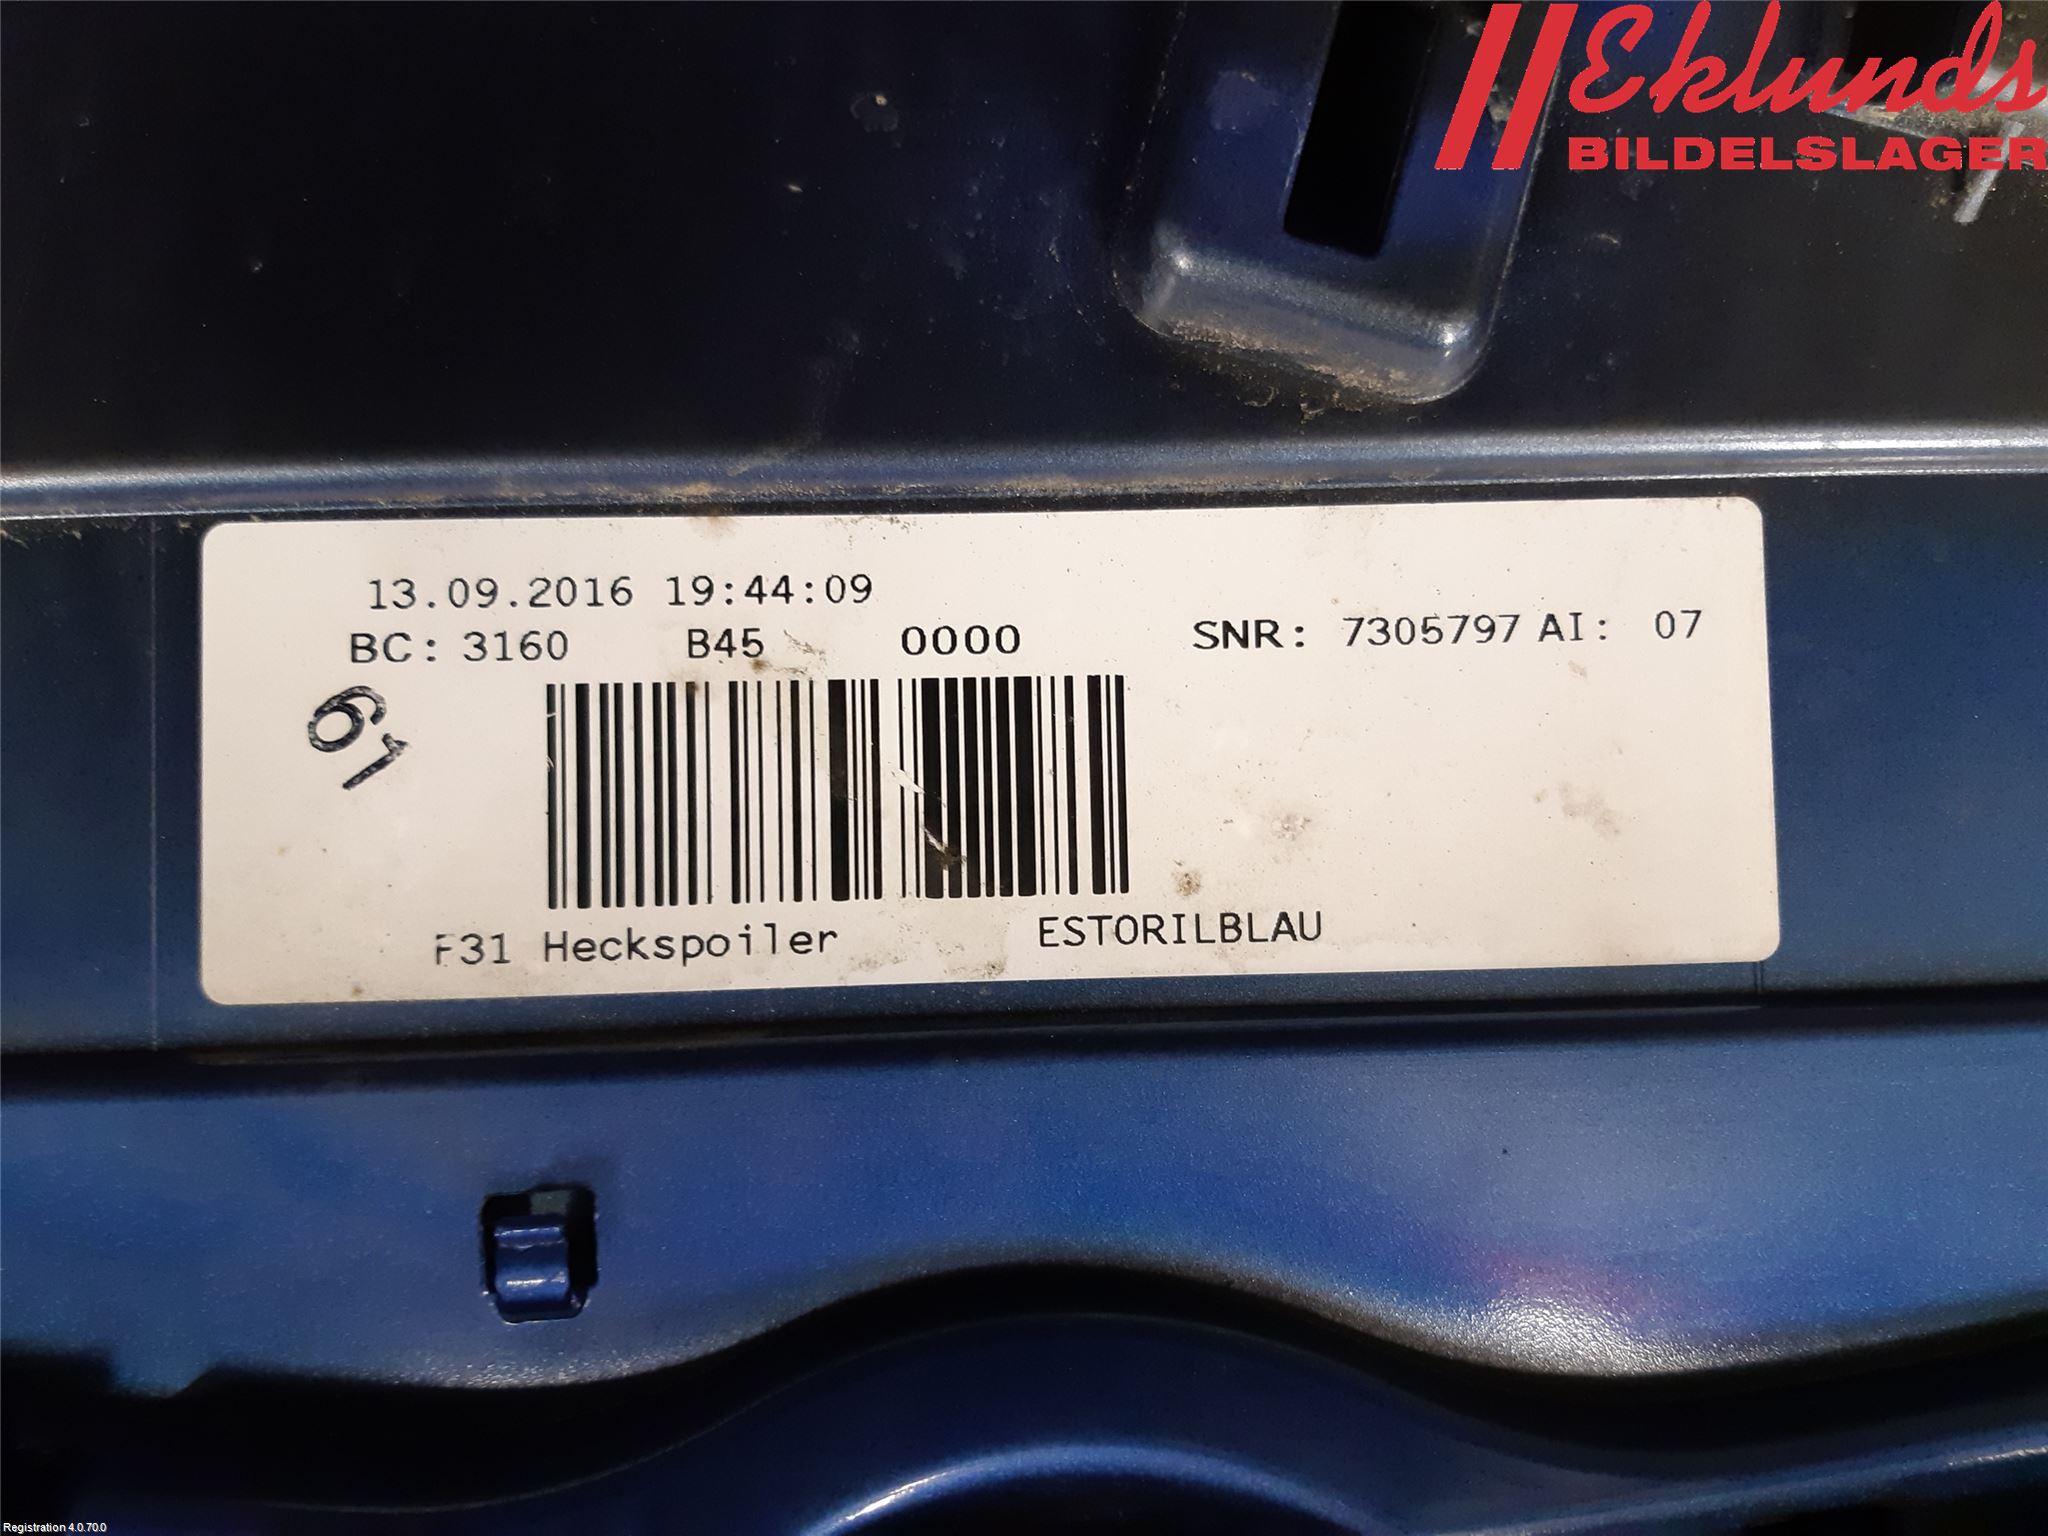 Eklunds
BILDELSLAGER
13.09.2016 19:44:09
BC: 3160 B45 0000 SNR: 7305797 AI: 07
61
F31 Heckspoiler ESTORILBLAU
Registration 4.0.70.0